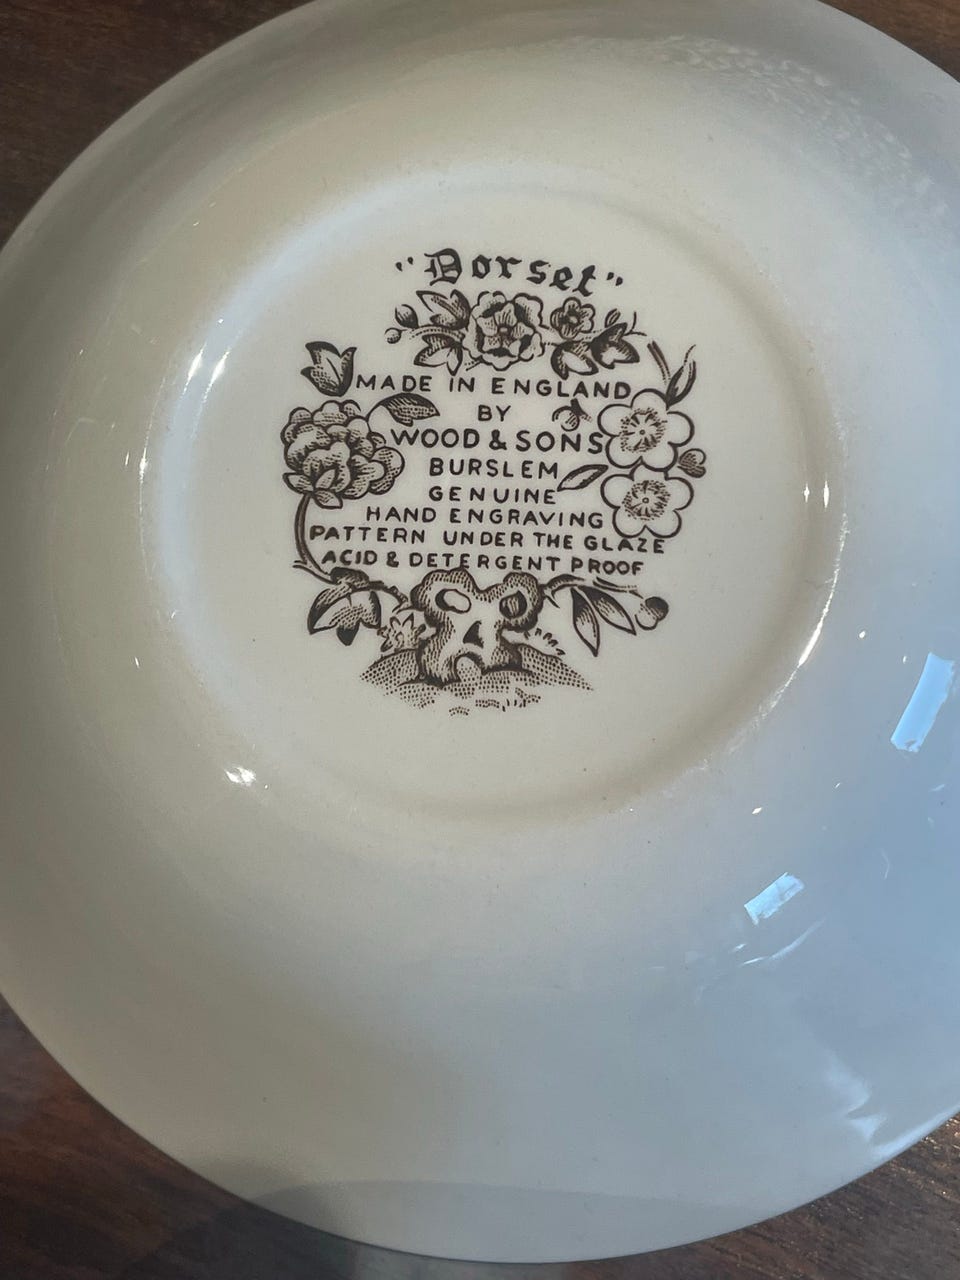 "Dorset"
MADE IN ENGLAND
BY
WOOD & SONS
BURSLEM
GENUINE
HAND ENGRAVING
PATTERN UNDER THE GLAZE
ACID & DETERGENT PROOF